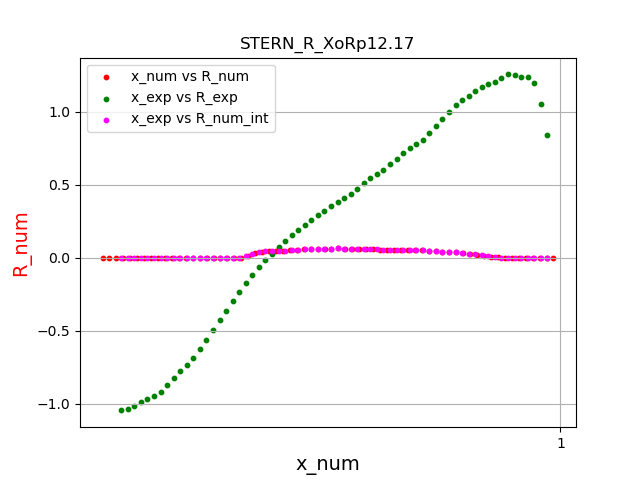 STERN_R_XoRp12.17
x_num vs R_num
x_exp vs R_exp
x_exp vs R_num_int
1.0
0.5
0.0
−0.5
−1.0
R_num
1
x_num